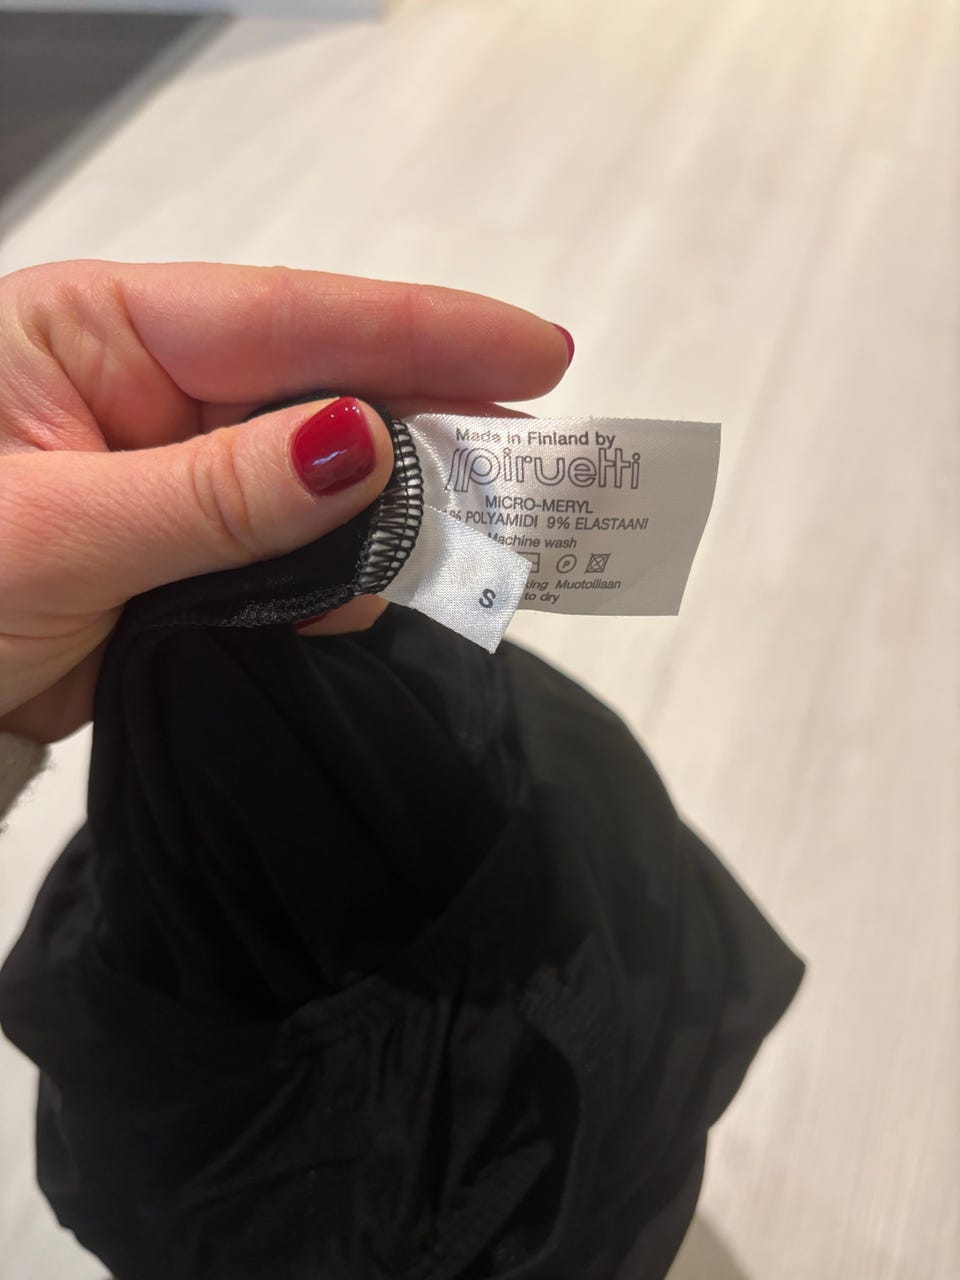 Made in Finland by
piruetti
MICRO-MERYL
% POLYAMIDI 9% ELASTAANI
Machine wash
P
Muotoillaan
to dry
S